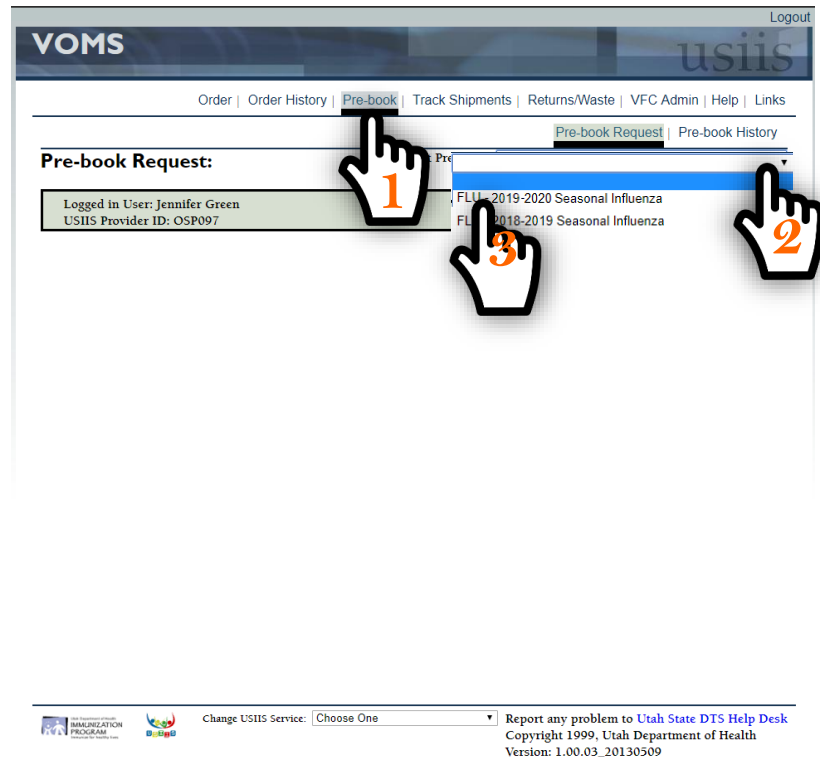 Logout
VOMS
usiis
Order | Order History | Pre-book | Track Shipments | Returns/Waste | VFC Admin | Help | Links
Pre-book Request | Pre-book History
Pre-book Request:
1
2
Logged in User: Jennifer Green
USIIS Provider ID: OSP097
FLU - 2019-2020 Seasonal Influenza
2018-2019 Seasonal Influenza
3
IMMUNIZATION
PROGRAM
Change USIIS Service: Choose One
Report any problem to Utah State DTS Help Desk
Copyright 1999, Utah Department of Health
Version: 1.00.03_20130509